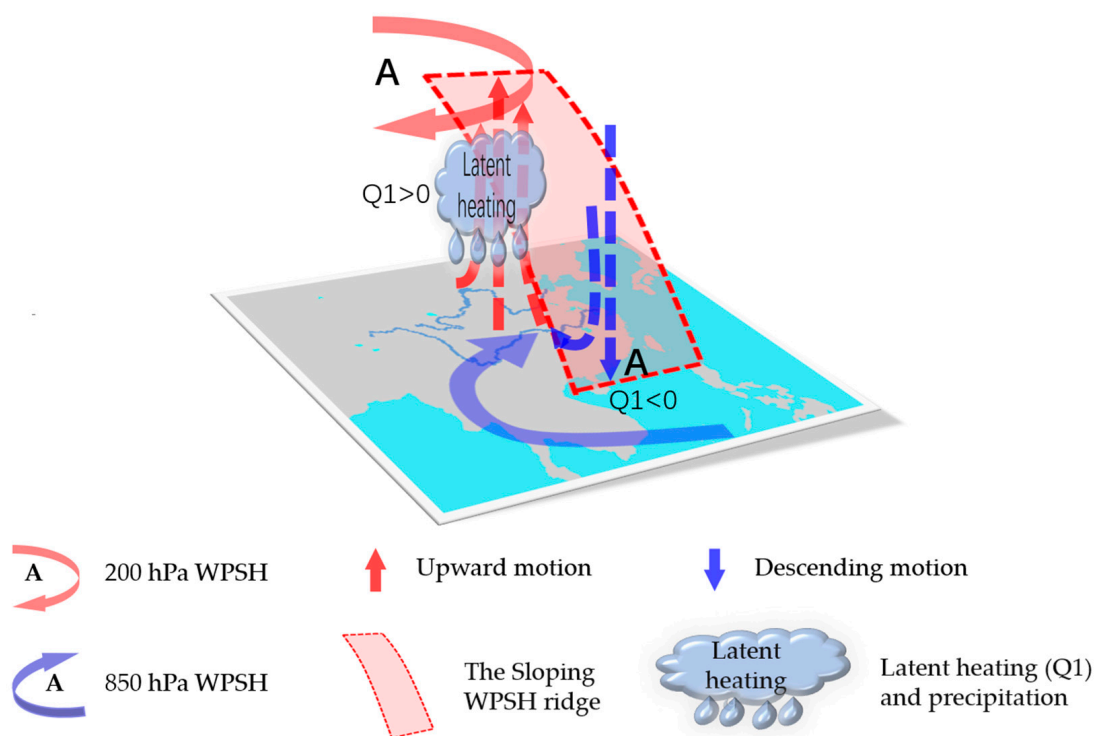 A
Latent
heating
Q1>0
A
Q1<0
A
200 hPa WPSH
Upward motion
Descending motion
A
850 hPa WPSH
The Sloping
WPSH ridge
Latent
heating
Latent heating (Q1)
and precipitation